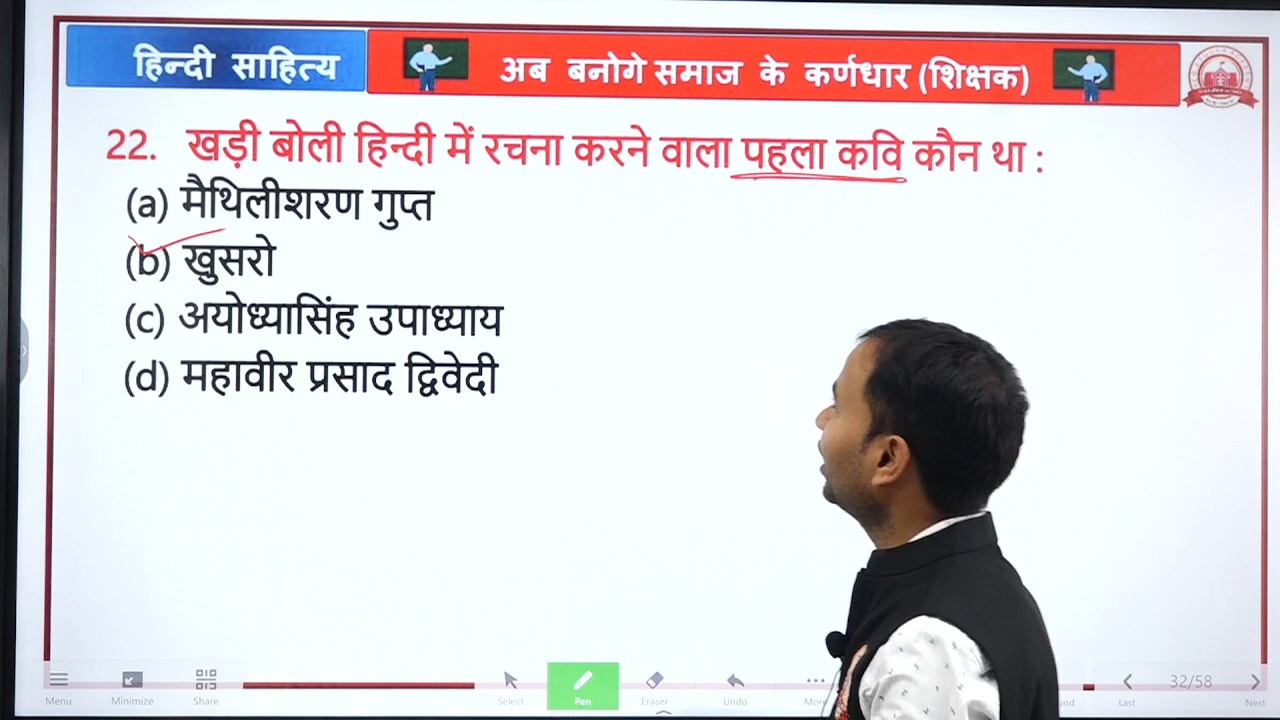 हिन्दी साहित्य
अब बनोगे समाज के कर्णधार (शिक्षक)
22. खड़ी बोली हिन्दी में रचना करने वाला पहला कवि कौन था :
(a) मैथिलीशरण गुप्त
(b) खुसरो
(c) अयोध्यासिंह उपाध्याय
(d) महावीर प्रसाद द्विवेदी
Menu Minimize Share Select Pen Eraser Undo More Last 32/58 Next